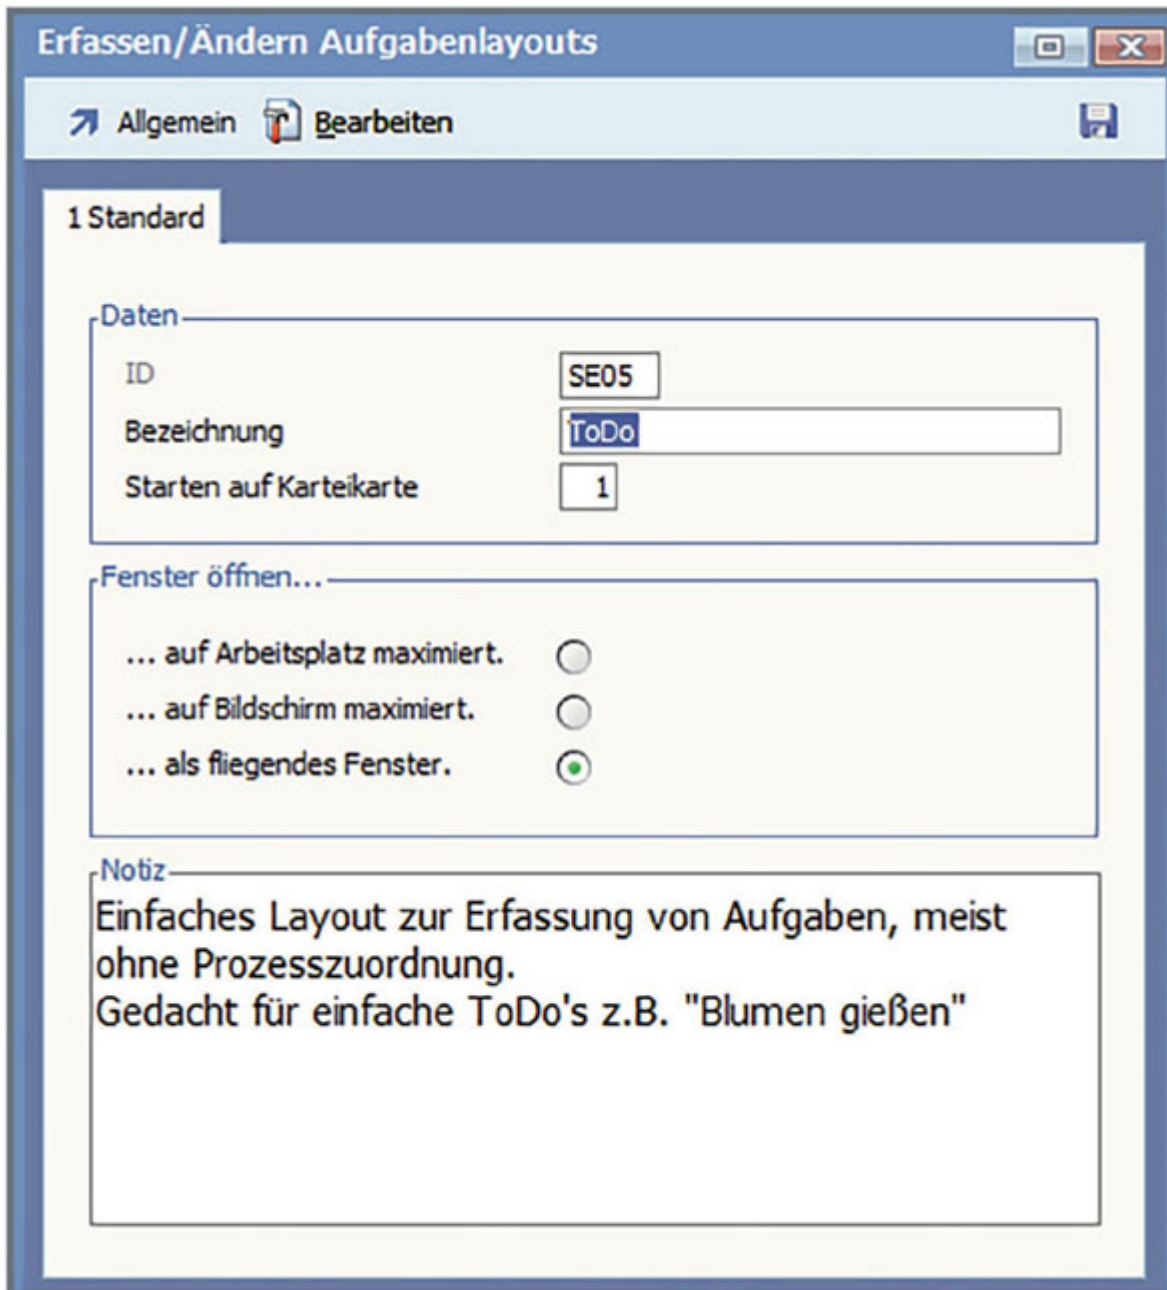 Erfassen/Ändern Aufgabenlayouts
Allgemein Bearbeiten
1 Standard
Daten
ID SE05
Bezeichnung ToDo
Starten auf Karteikarte 1
Fenster öffnen...
... auf Arbeitsplatz maximiert.
... auf Bildschirm maximiert.
... als fliegendes Fenster.
Notiz
Einfaches Layout zur Erfassung von Aufgaben, meist
ohne Prozesszuordnung.
Gedacht für einfache ToDo's z.B. "Blumen gießen"